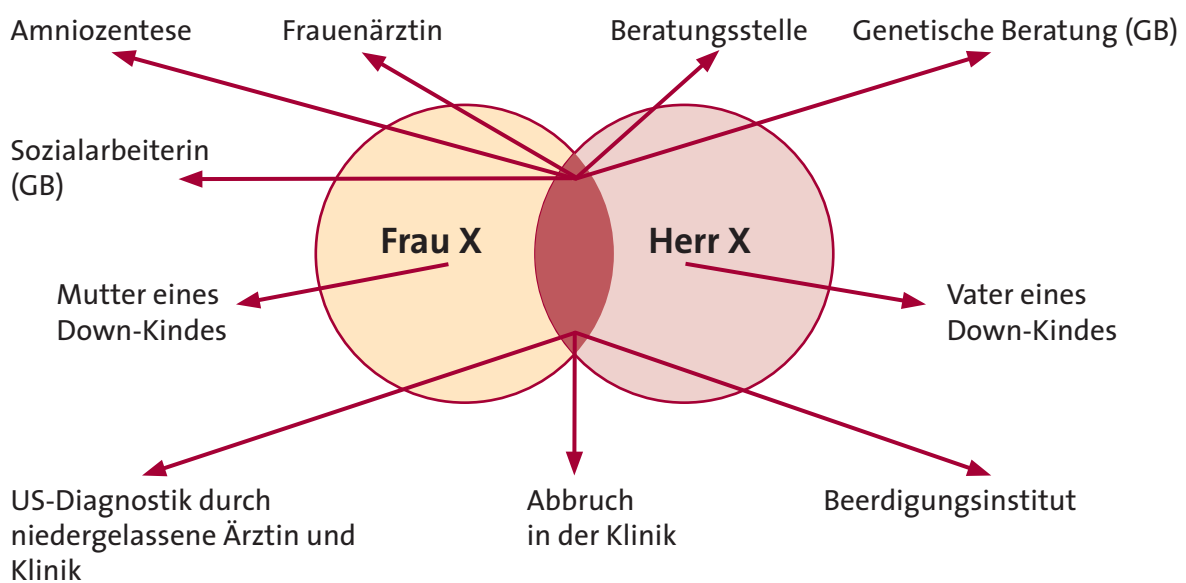 Amniozentese
Frauenärztin
Beratungsstelle
Genetische Beratung (GB)
Sozialarbeiterin
(GB)
Frau X
Herr X
Mutter eines
Down-Kindes
Vater eines
Down-Kindes
US-Diagnostik durch
niedergelassene Ärztin und
Klinik
Abbruch
in der Klinik
Beerdigungsinstitut